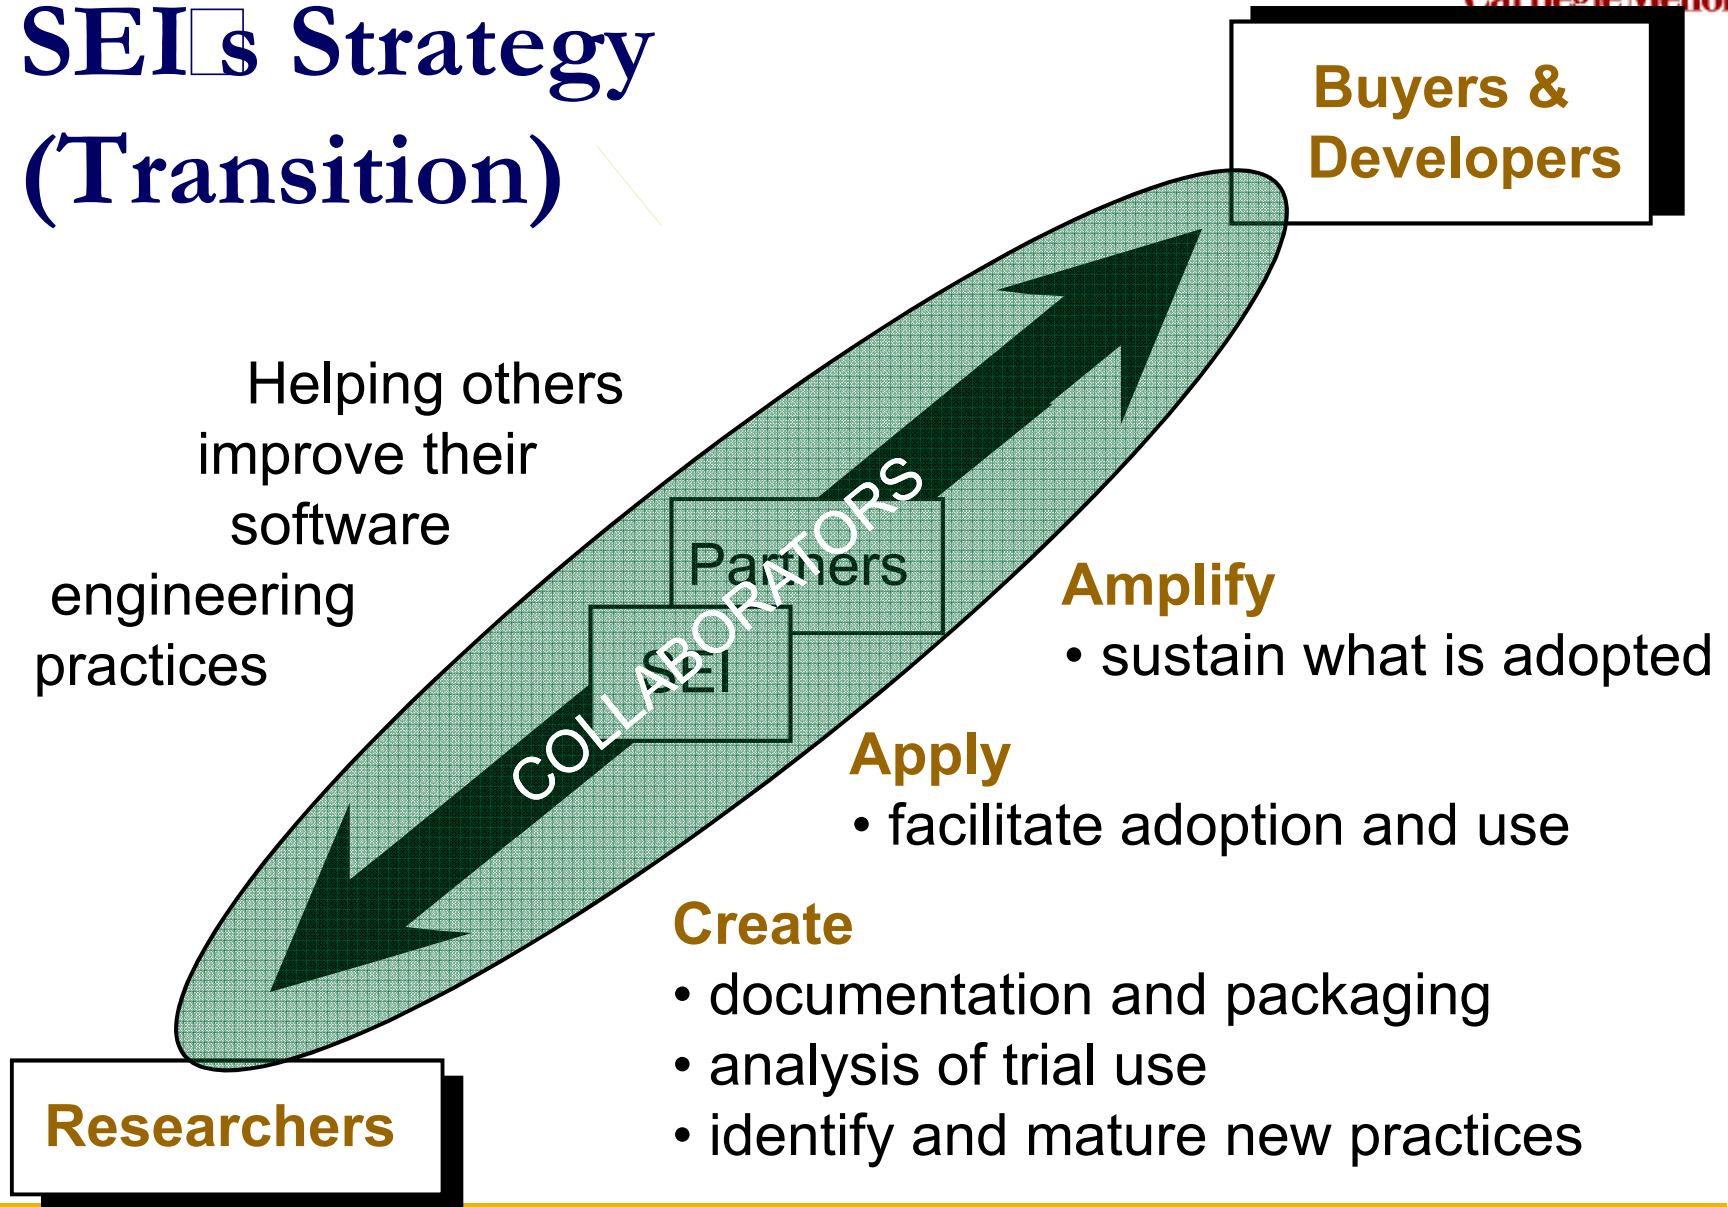 SEI□s Strategy
(Transition)
Buyers &
Developers
Helping others
improve their
software
engineering
practices
Partners
SEI
COLLABORATORS
Amplify
• sustain what is adopted
Apply
• facilitate adoption and use
Create
• documentation and packaging
• analysis of trial use
• identify and mature new practices
Researchers